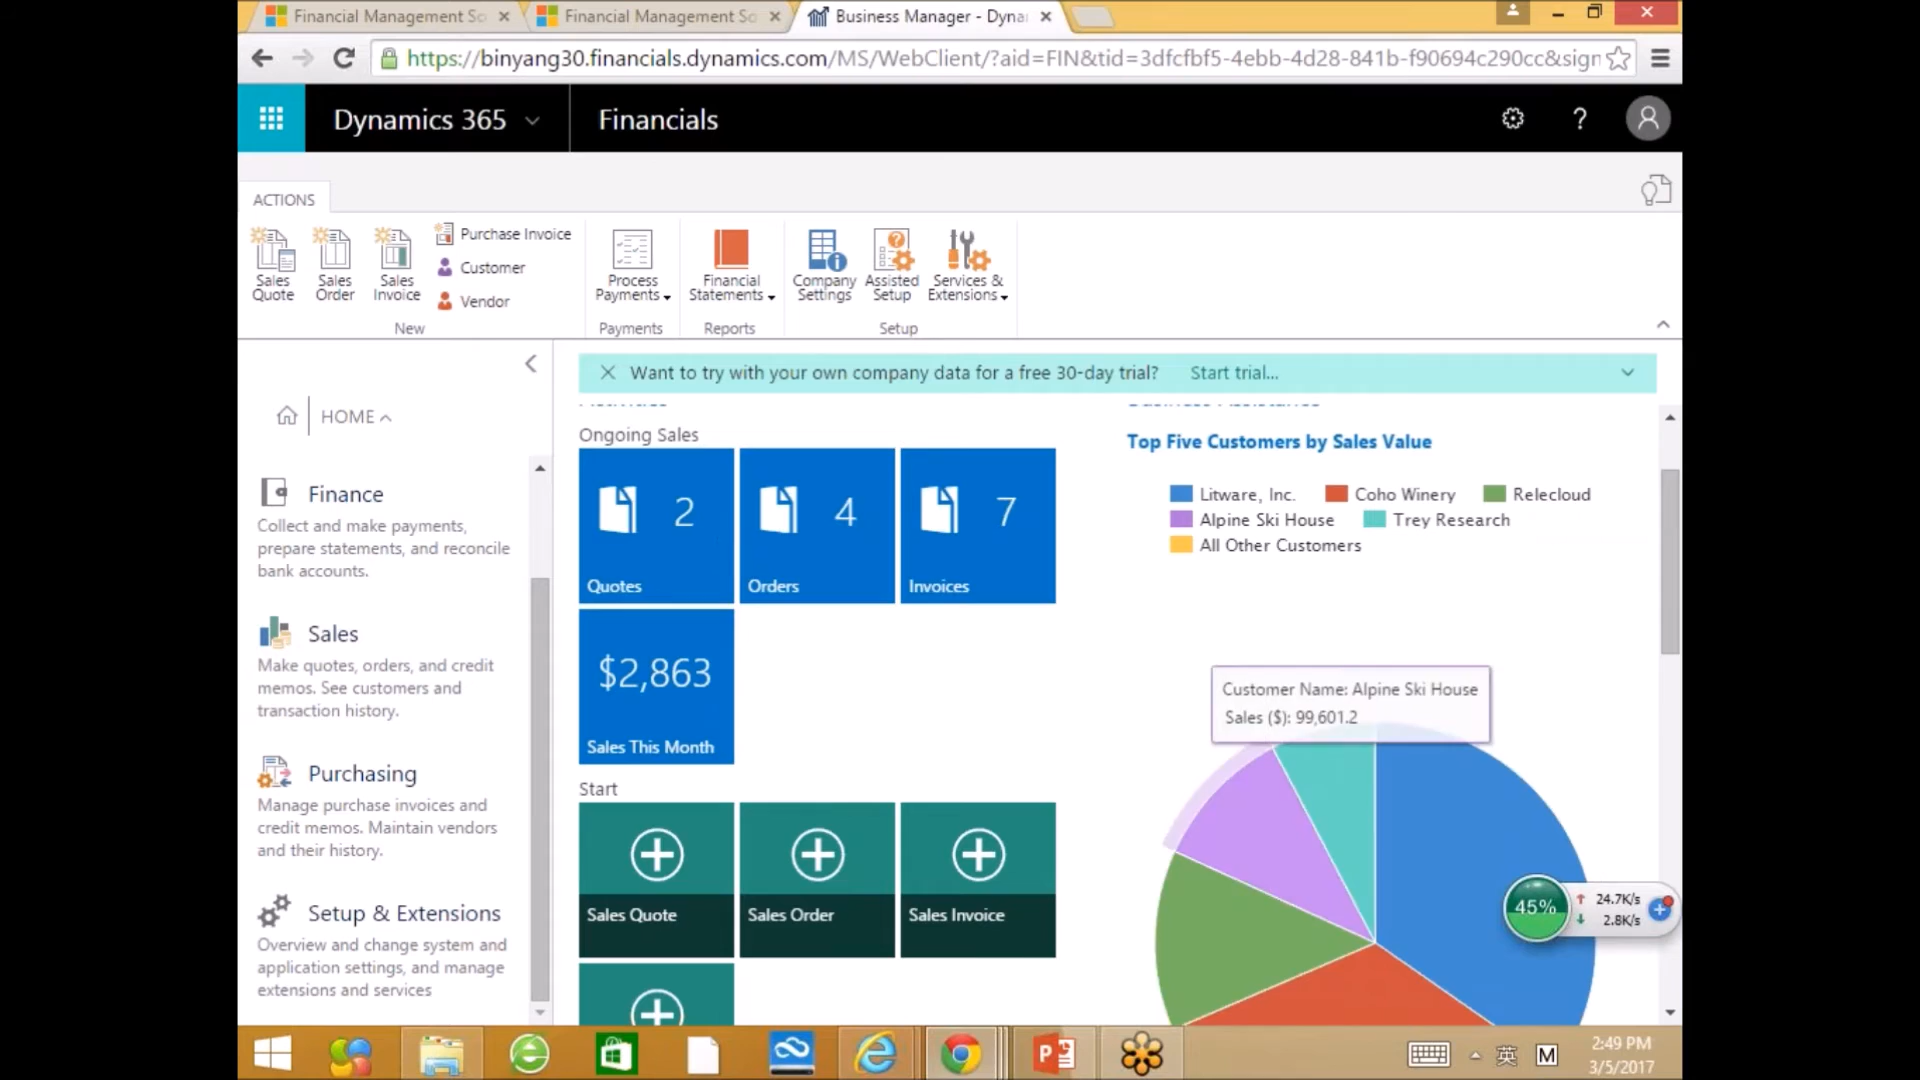 Financial Management So
Financial Management So
Business Manager - Dyna
https://binyang30.financials.dynamics.com/MS/WebClient/?aid=FIN&tid=3dfcfbf5-4ebb-4d28-841b-f90694c290cc&sign
Dynamics 365
Financials
?
ACTIONS
Sales
Quote
Sales
Order
Sales
Invoice
Purchase Invoice
Customer
Vendor
New
Process
Payments
Payments
Financial
Statements
Reports
Company
Settings
Assisted
Setup
Services &
Extensions
Setup
Want to try with your own company data for a free 30-day trial? Start trial...
HOME
Finance
Collect and make payments,
prepare statements, and reconcile
bank accounts.
Sales
Make quotes, orders, and credit
memos. See customers and
transaction history.
Purchasing
Manage purchase invoices and
credit memos. Maintain vendors
and their history.
Setup & Extensions
Overview and change system and
application settings, and manage
extensions and services
Ongoing Sales
2
Quotes
4
Orders
7
Invoices
$2,863
Sales This Month
Start
Sales Quote
Sales Order
Sales Invoice
Top Five Customers by Sales Value
Litware, Inc. Coho Winery Relecloud
Alpine Ski House Trey Research
All Other Customers
Customer Name: Alpine Ski House
Sales ($): 99,601.2
45%
24.7K/s
2.8K/s
英
M
2:49 PM
3/5/2017